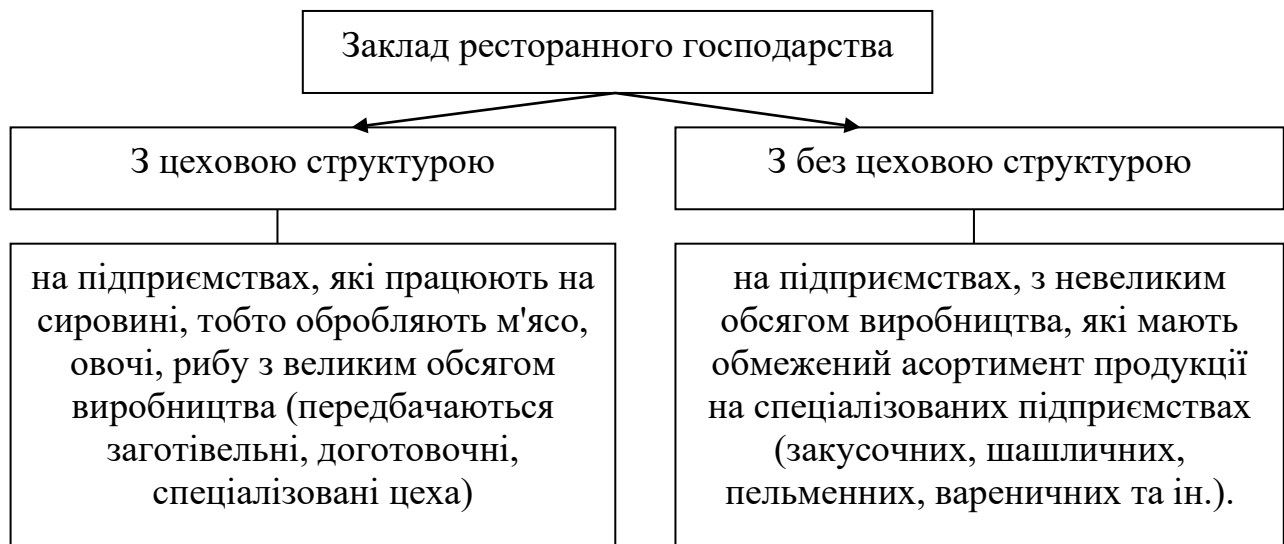 Заклад ресторанного господарства
З цеховою структурою
З без цеховою структурою
на підприємствах, які працюють на
сировині, тобто обробляють м'ясо,
овочі, рибу з великим обсягом
виробництва (передбачаються
заготівельні, доготовочні,
спеціалізовані цеха)
на підприємствах, з невеликим
обсягом виробництва, які мають
обмежений асортимент продукції
на спеціалізованих підприємствах
(закусочних, шашличних,
пельменних, вареничних та ін.).